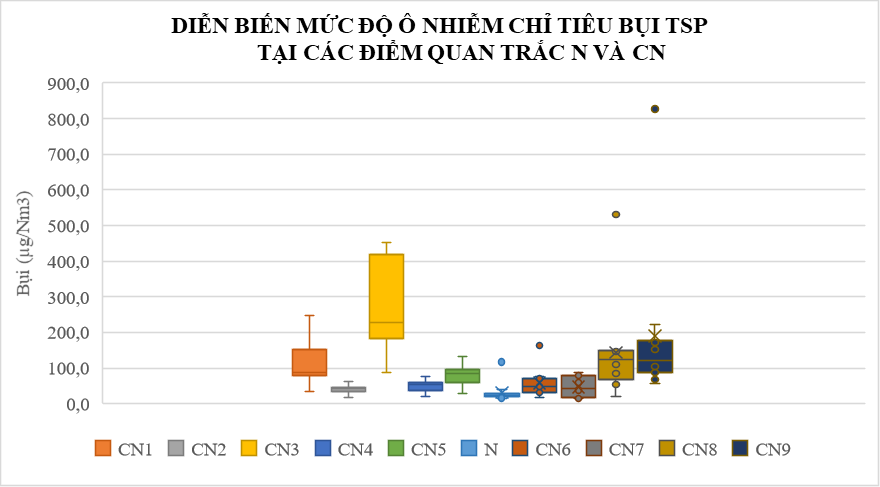 DIỄN BIẾN MỨC ĐỘ Ô NHIỄM CHỈ TIÊU BỤI TSP
TẠI CÁC ĐIỂM QUAN TRẮC N VÀ CN
900,0
800,0
700,0
600,0
500,0
400,0
300,0
200,0
100,0
0,0
Bụi (µg/Nm3)
CN1 CN2 CN3 CN4 CN5 N CN6 CN7 CN8 CN9